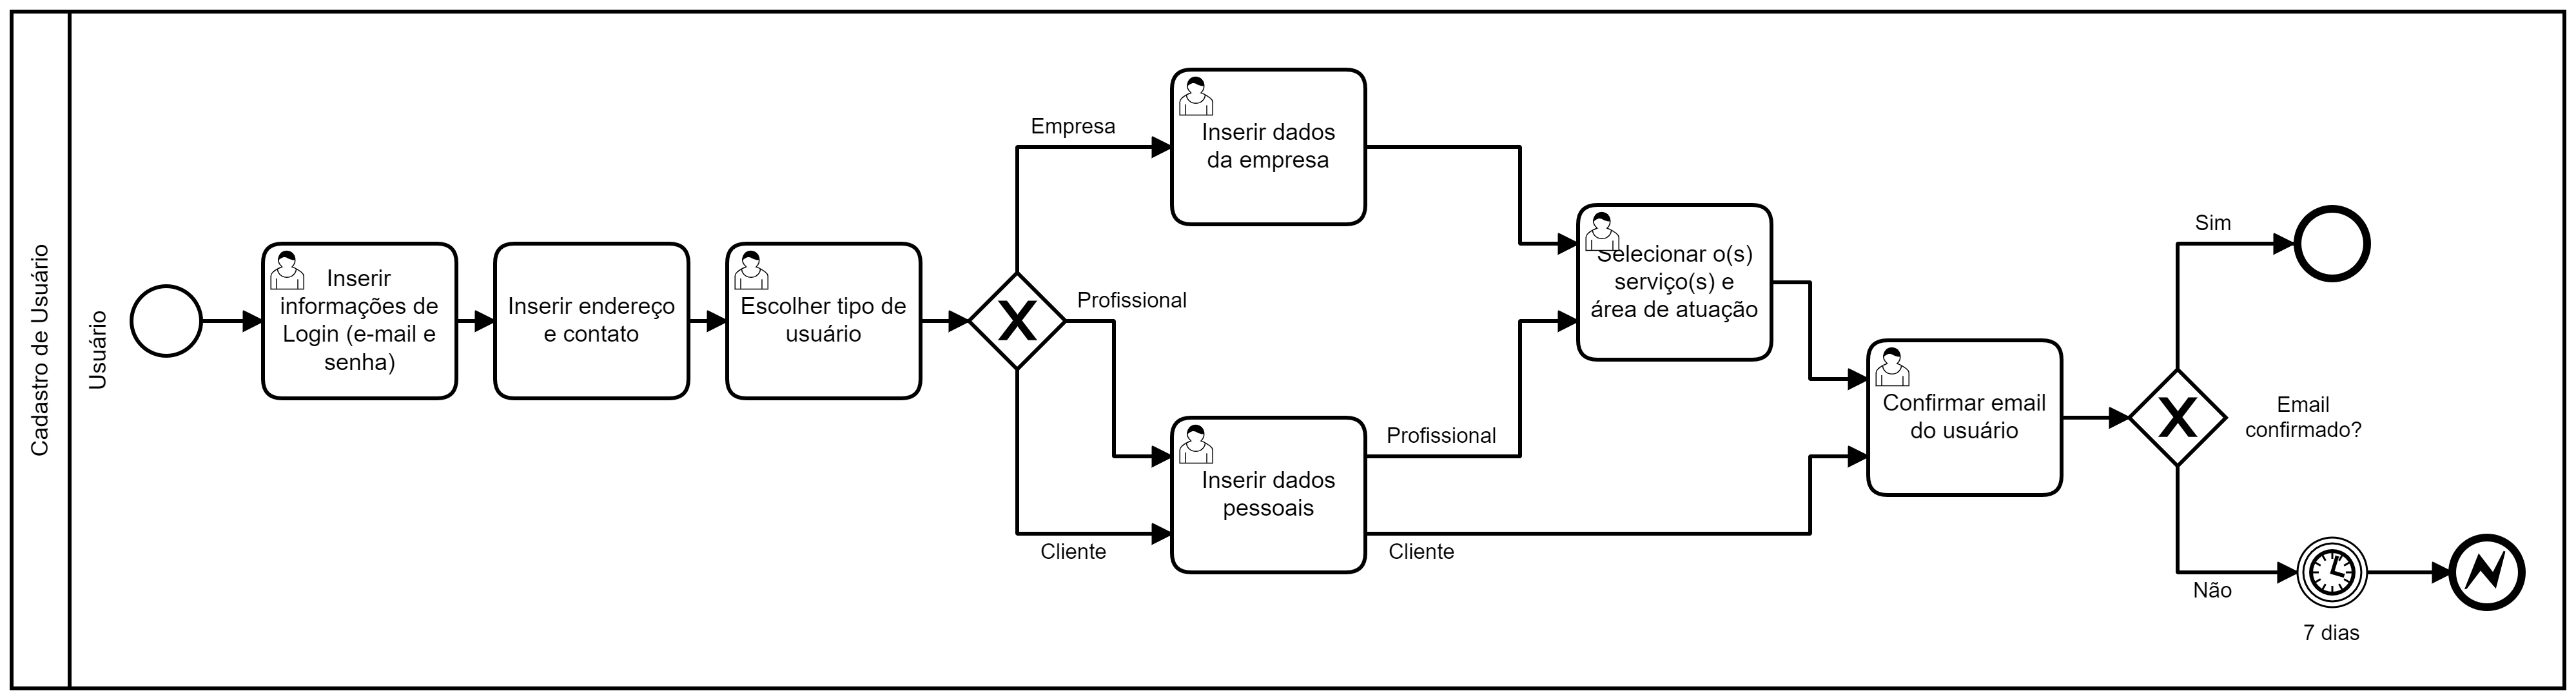 Cadastro de Usuário
Usuário
Inserir
informações de
Login (e-mail e
senha)
Inserir endereço
e contato
Escolher tipo de
usuário
Empresa
Profissional
Cliente
Inserir dados
da empresa
Inserir dados
pessoais
Profissional
Cliente
Selecionar o(s)
serviço(s) e
área de atuação
Confirmar email
do usuário
Sim
Email
confirmado?
Não
7 dias